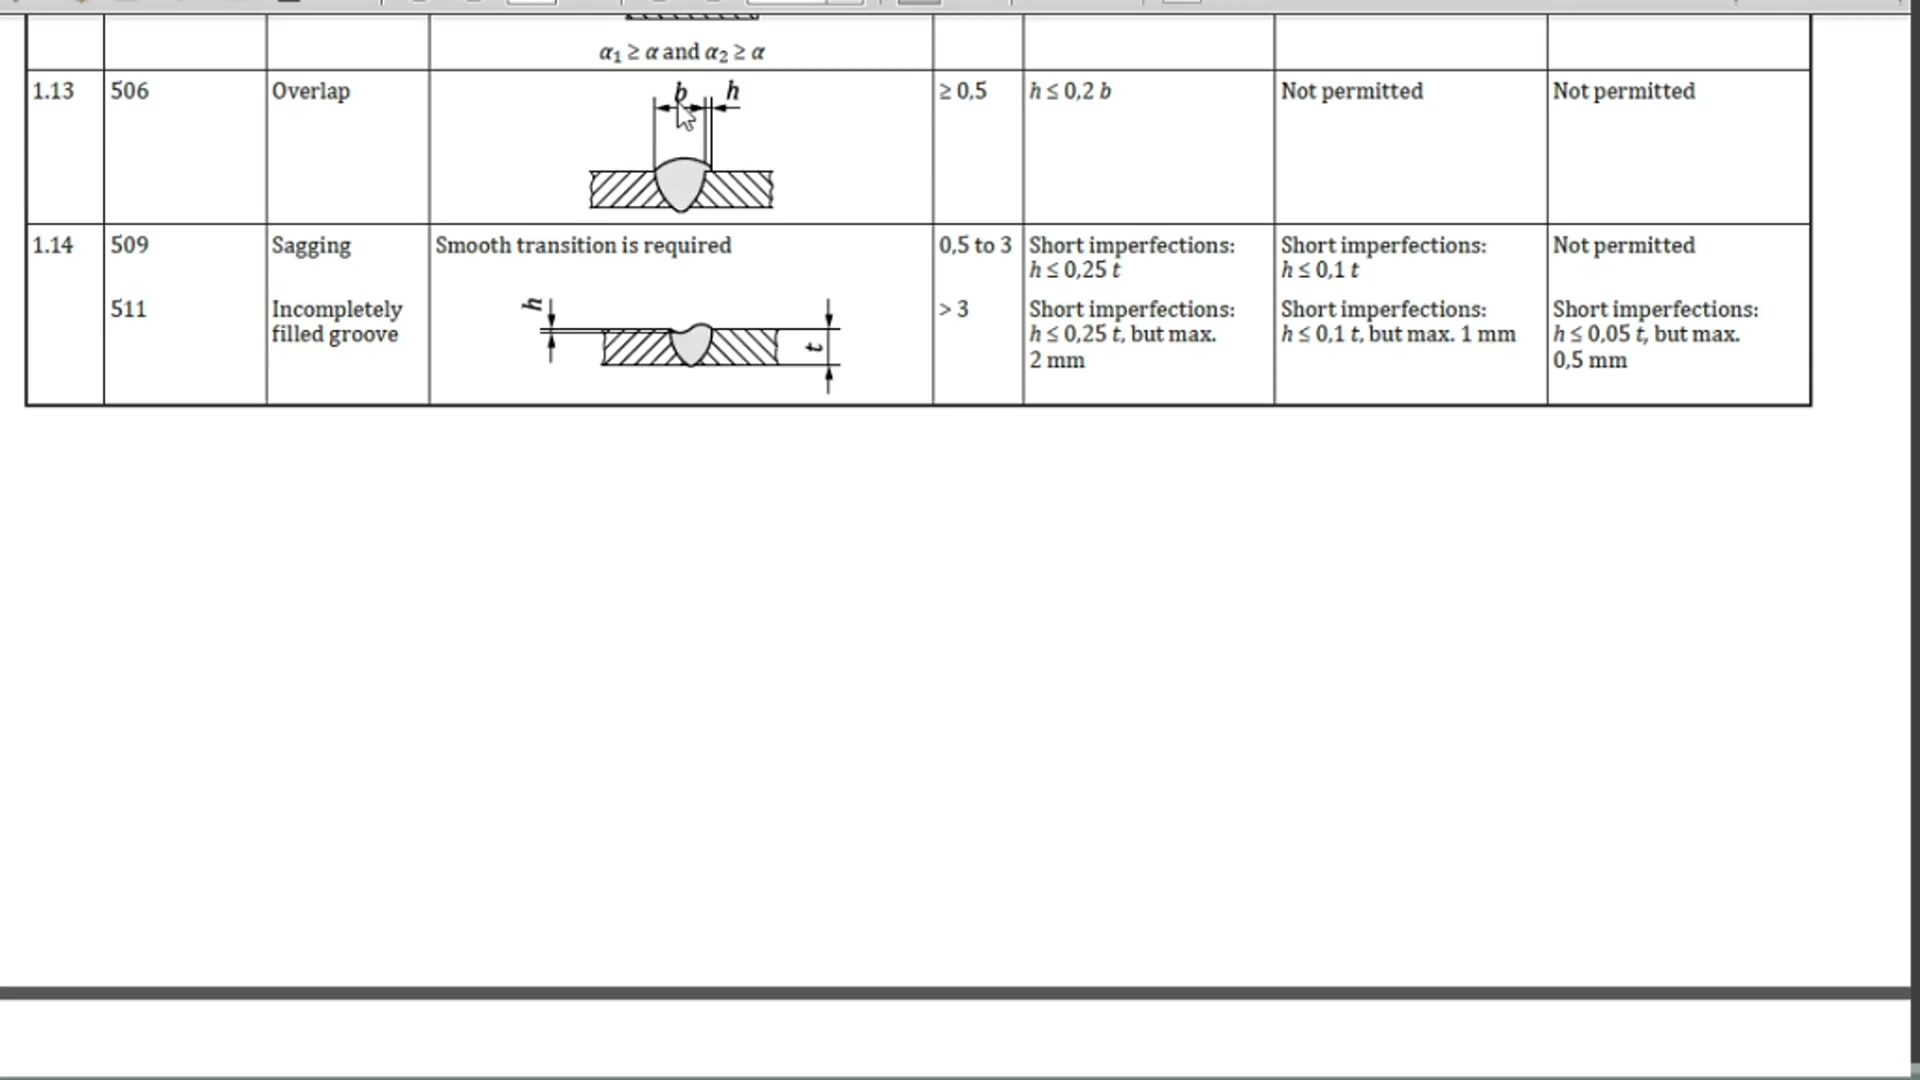 α₁ ≥ α and α₂ ≥ α
1.13 506 Overlap b h ≥ 0,5 h ≤ 0,2 b Not permitted Not permitted
1.14 509 Sagging Smooth transition is required 0,5 to 3 Short imperfections: Short imperfections: Not permitted
h ≤ 0,25 t h ≤ 0,1 t
511 Incompletely h > 3 Short imperfections: Short imperfections: Short imperfections:
filled groove t h ≤ 0,25 t, but max. h ≤ 0,1 t, but max. 1 mm h ≤ 0,05 t, but max.
2 mm 0,5 mm